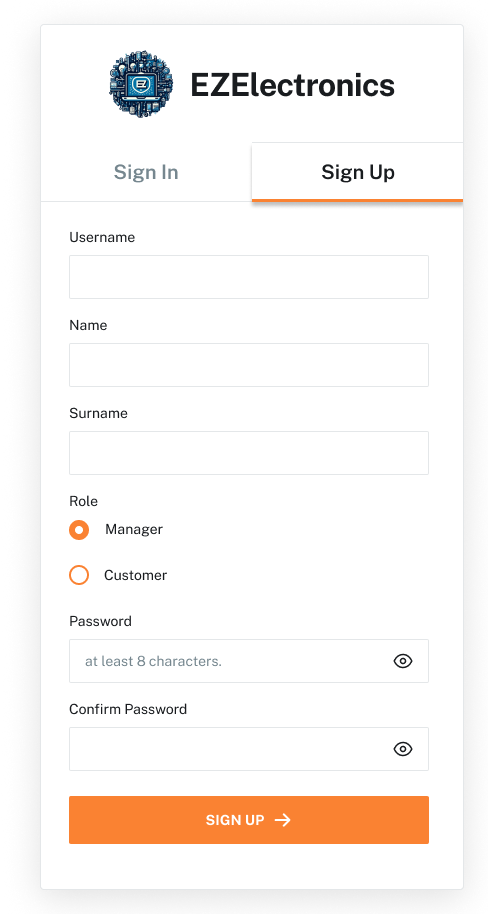 EZ
EZElectronics
Sign In
Sign Up
Username
Name
Surname
Role
Manager
Customer
Password
at least 8 characters.
Confirm Password
SIGN UP